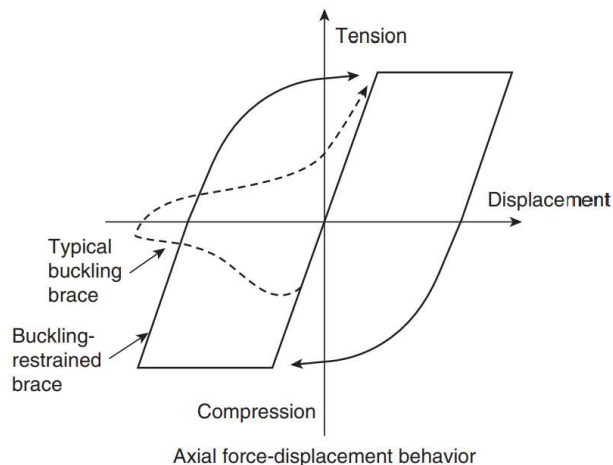 Tension
Displacement
Typical
buckling
brace
Buckling-
restrained
brace
Compression
Axial force-displacement behavior